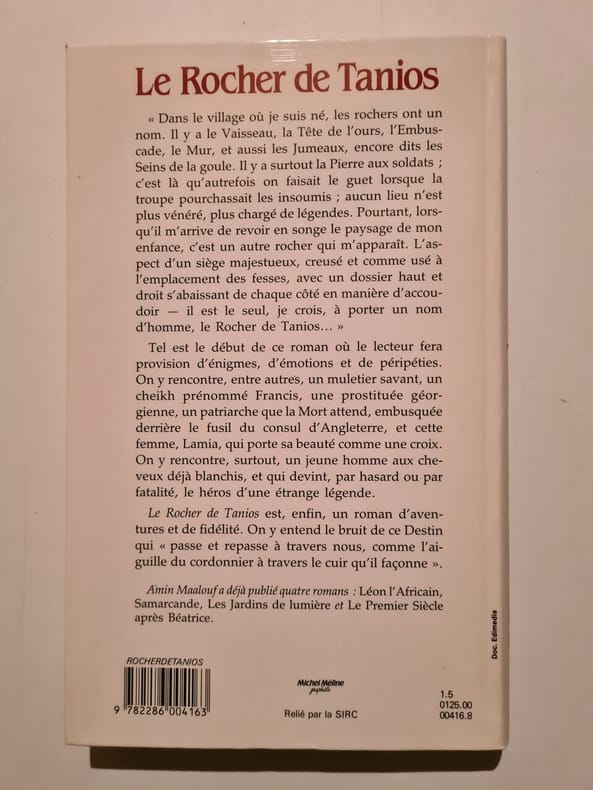 Le Rocher de Tanios
« Dans le village où je suis né, les rochers ont un
nom. Il y a le Vaisseau, la Tête de l'ours, l'Embus-
cade, le Mur, et aussi les Jumeaux, encore dits les
Seins de la goule. Il y a surtout la Pierre aux soldats ;
c'est là qu'autrefois on faisait le guet lorsque la
troupe pourchassait les insoumis ; aucun lieu n'est
plus vénéré, plus chargé de légendes. Pourtant, lors-
qu'il m'arrive de revoir en songe le paysage de mon
enfance, c'est un autre rocher qui m'apparaît. L'as-
pect d'un siège majestueux, creusé et comme usé à
l'emplacement des fesses, avec un dossier haut et
droit s'abaissant de chaque côté en manière d'accou-
doir — il est le seul, je crois, à porter un nom
d'homme, le Rocher de Tanios... »
Tel est le début de ce roman où le lecteur fera
provision d'énigmes, d'émotions et de péripéties.
On y rencontre, entre autres, un muletier savant, un
cheikh prénommé Francis, une prostituée géor-
gienne, un patriarche que la Mort attend, embusquée
derrière le fusil du consul d'Angleterre, et cette
femme, Lamia, qui porte sa beauté comme une croix.
On y rencontre, surtout, un jeune homme aux che-
veux déjà blanchis, et qui devint, par hasard ou par
fatalité, le héros d'une étrange légende.
Le Rocher de Tanios est, enfin, un roman d'aven-
tures et de fidélité. On y entend le bruit de ce Destin
qui « passe et repasse à travers nous, comme l'ai-
guille du cordonnier à travers le cuir qu'il façonne ».
Amin Maalouf a déjà publié quatre romans : Léon l'Africain,
Samarcande, Les Jardins de lumière et Le Premier Siècle
après Béatrice.
Doc. Edimedia
ROCHERDETANIOS
9 782286 004163
Michel Méline
graphiste
Relié par la SIRC
1.5
0125.00
00416.8